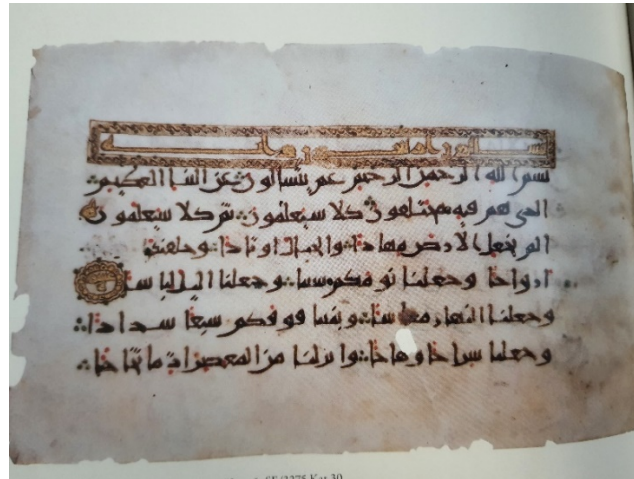 بسم الله الرحمن الرحيم عم يتسالون عن النبا العظيم
الذي هم فيه مختلفون كلا سيعلمون ثم كلا سيعلمون
الم نجعل الارض مهادا والجبال اوتادا وخلقنكم
ازواجا وجعلنا نومكم سباتا وجعلنا اليل لباسا
وجعلنا النهار معاشا وبنينا فوقكم سبعا شدادا
وجعلنا سراجا وهاجا وانزلنا من المعصرات ما ثجاجا